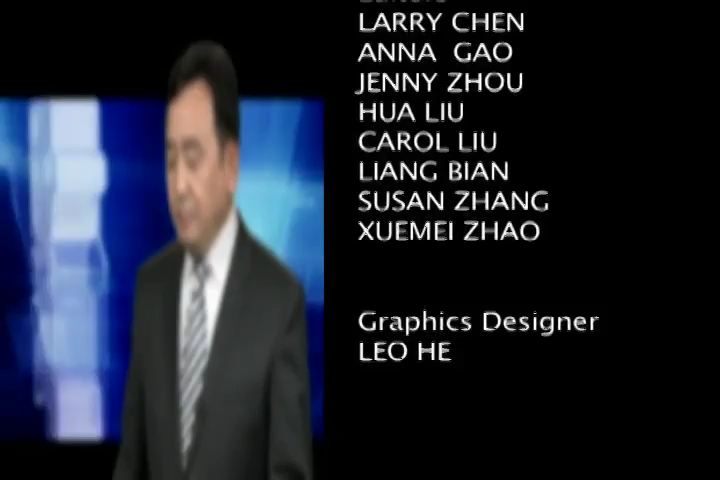 LARRY CHEN
ANNA GAO
JENNY ZHOU
HUA LIU
CAROL LIU
LIANG BIAN
SUSAN ZHANG
XUEMEI ZHAO
Graphics Designer
LEO HE